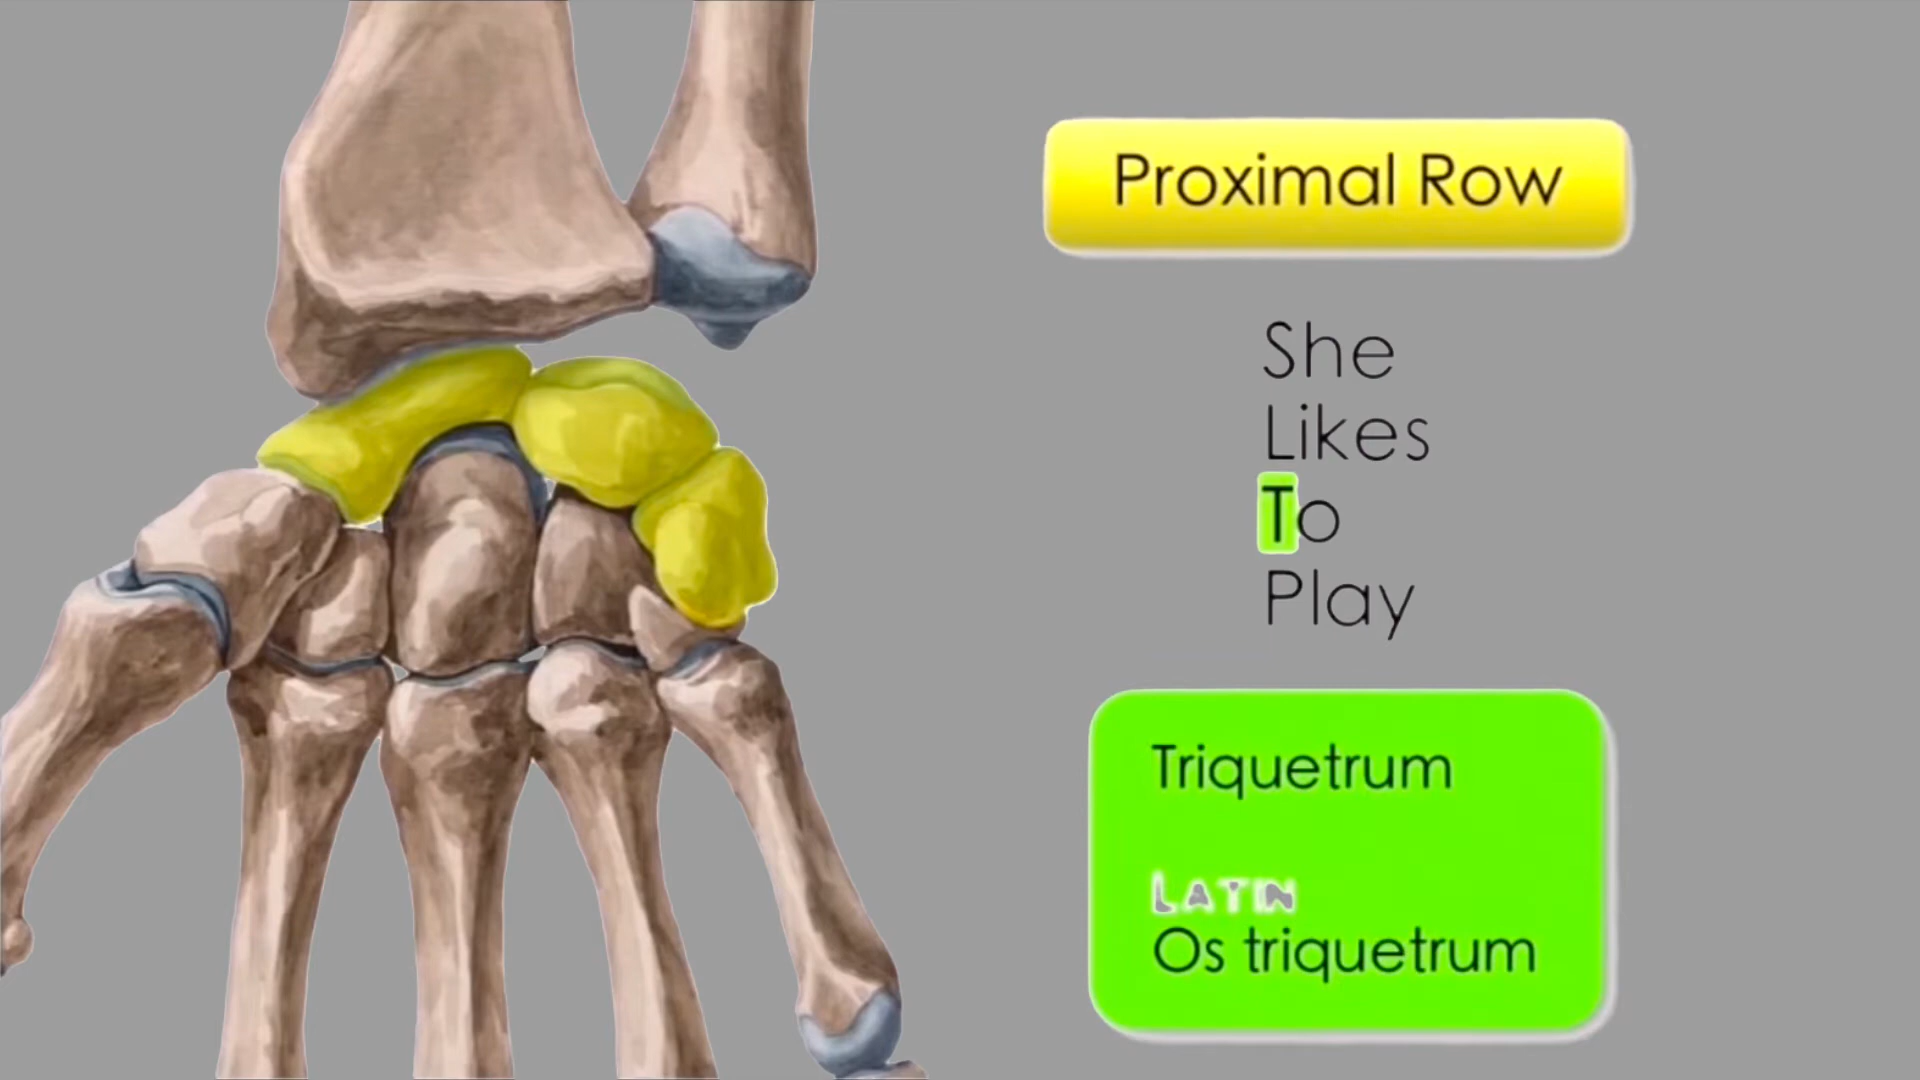 Proximal Row
She
Likes
To
Play
Triquetrum
LATIN
Os triquetrum